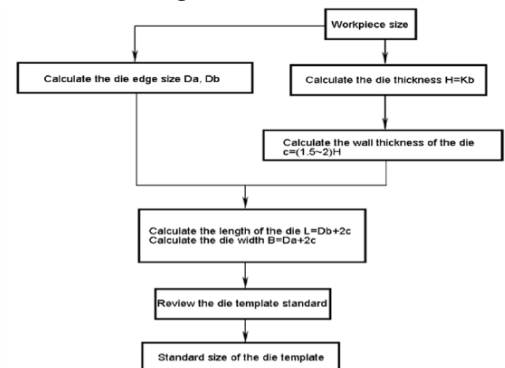 Workpiece size
Calculate the die edge size Da, Db
Calculate the die thickness H=Kb
Calculate the wall thickness of the die
c=(1.5~2)H
Calculate the length of the die L=Db+2c
Calculate the die width B=Da+2c
Review the die template standard
Standard size of the die template